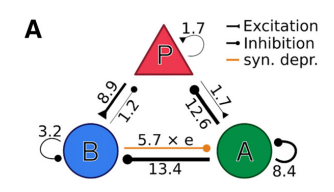 A
P
1.7
Excitation
Inhibition
syn. depr.
8.9
1.2
1.7
12.6
3.2
B
5.7 × e
13.4
A
8.4